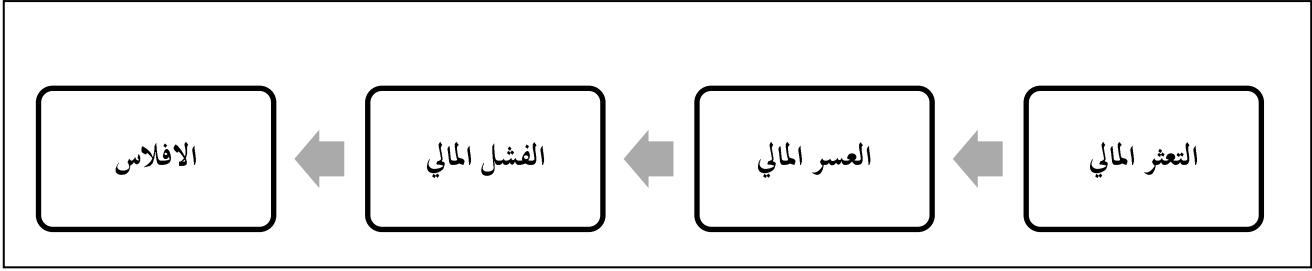 التعثر المالي
العسر المالي
الفشل المالي
الافلاس